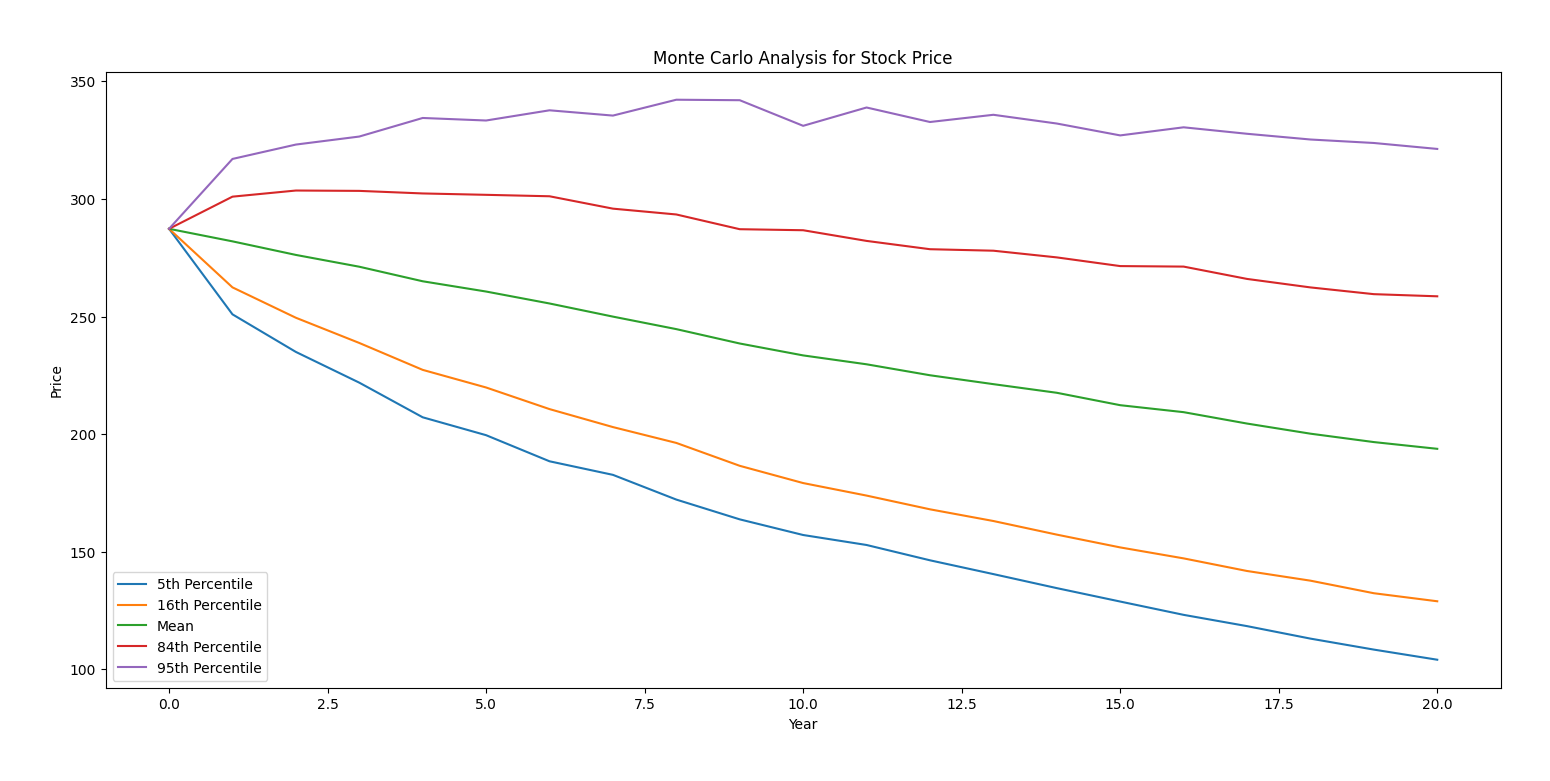 Monte Carlo Analysis for Stock Price
350
300
250
200
150
100
Price
5th Percentile
16th Percentile
Mean
84th Percentile
95th Percentile
0.0 2.5 5.0 7.5 10.0 12.5 15.0 17.5 20.0
Year